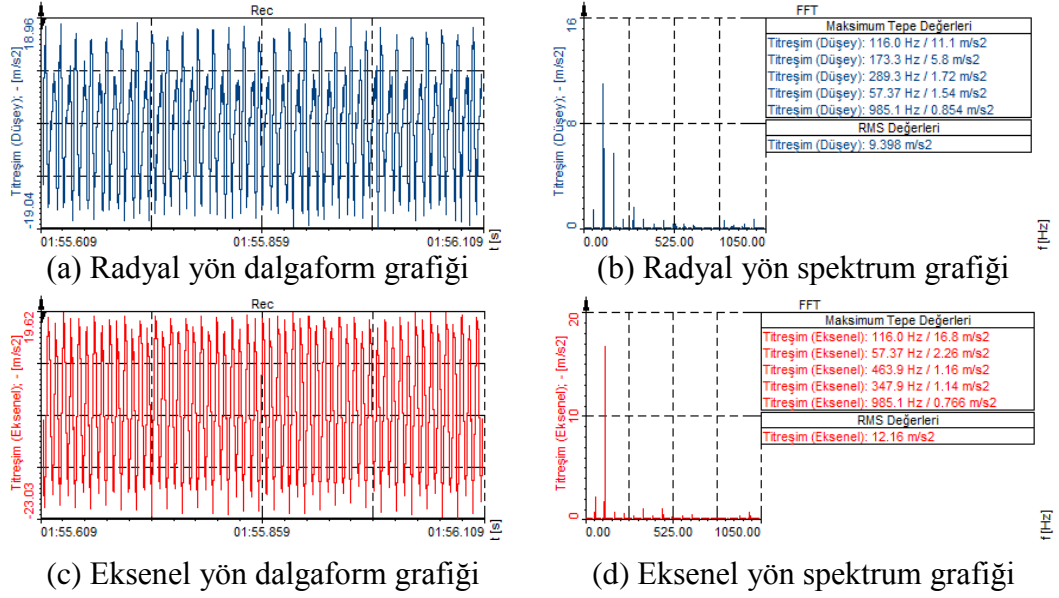 Rec
Titreşim (Düşey); - [m/s2]
18.96
-19.04
01:55.609
01:55.859
01:56.109
t [s]
(a) Radyal yön dalgaform grafiği
FFT
16
8
0
Titreşim (Düşey); - [m/s2]
0.00
525.00
1050.00
f [Hz]
Maksimum Tepe Değerleri
Titreşim (Düşey): 116.0 Hz / 11.1 m/s2
Titreşim (Düşey): 173.3 Hz / 5.8 m/s2
Titreşim (Düşey): 289.3 Hz / 1.72 m/s2
Titreşim (Düşey): 57.37 Hz / 1.54 m/s2
Titreşim (Düşey): 985.1 Hz / 0.854 m/s2
RMS Değerleri
Titreşim (Düşey): 9.398 m/s2
(b) Radyal yön spektrum grafiği
Rec
Titreşim (Eksenel); - [m/s2]
19.62
-23.03
01:55.609
01:55.859
01:56.109
t [s]
(c) Eksenel yön dalgaform grafiği
FFT
20
10
0
Titreşim (Eksenel); - [m/s2]
0.00
525.00
1050.00
f [Hz]
Maksimum Tepe Değerleri
Titreşim (Eksenel): 116.0 Hz / 16.8 m/s2
Titreşim (Eksenel): 57.37 Hz / 2.26 m/s2
Titreşim (Eksenel): 463.9 Hz / 1.16 m/s2
Titreşim (Eksenel): 347.9 Hz / 1.14 m/s2
Titreşim (Eksenel): 985.1 Hz / 0.766 m/s2
RMS Değerleri
Titreşim (Eksenel): 12.16 m/s2
(d) Eksenel yön spektrum grafiği